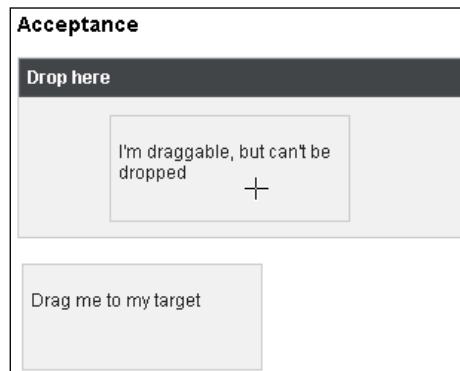 Acceptance
Drop here
I'm draggable, but can't be
dropped
Drag me to my target